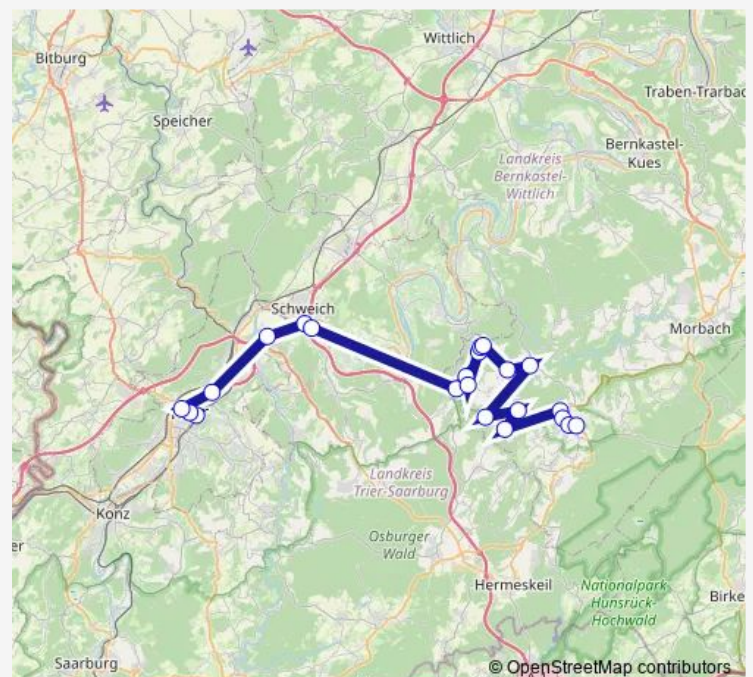 Wittlich
Bitburg
Traben-Trarbac
Speicher
Bernkastel-
Kues
Landkreis
Bernkastel-
Wittlich
Schweich
Morbach
Landkreis
Trier-Saarburg
Konz
er
Osburger
Wald
Hermeskeil
Nationalpark
Hunsrück-
Hochwald
Birke
Saarburg
© OpenStreetMap contributors